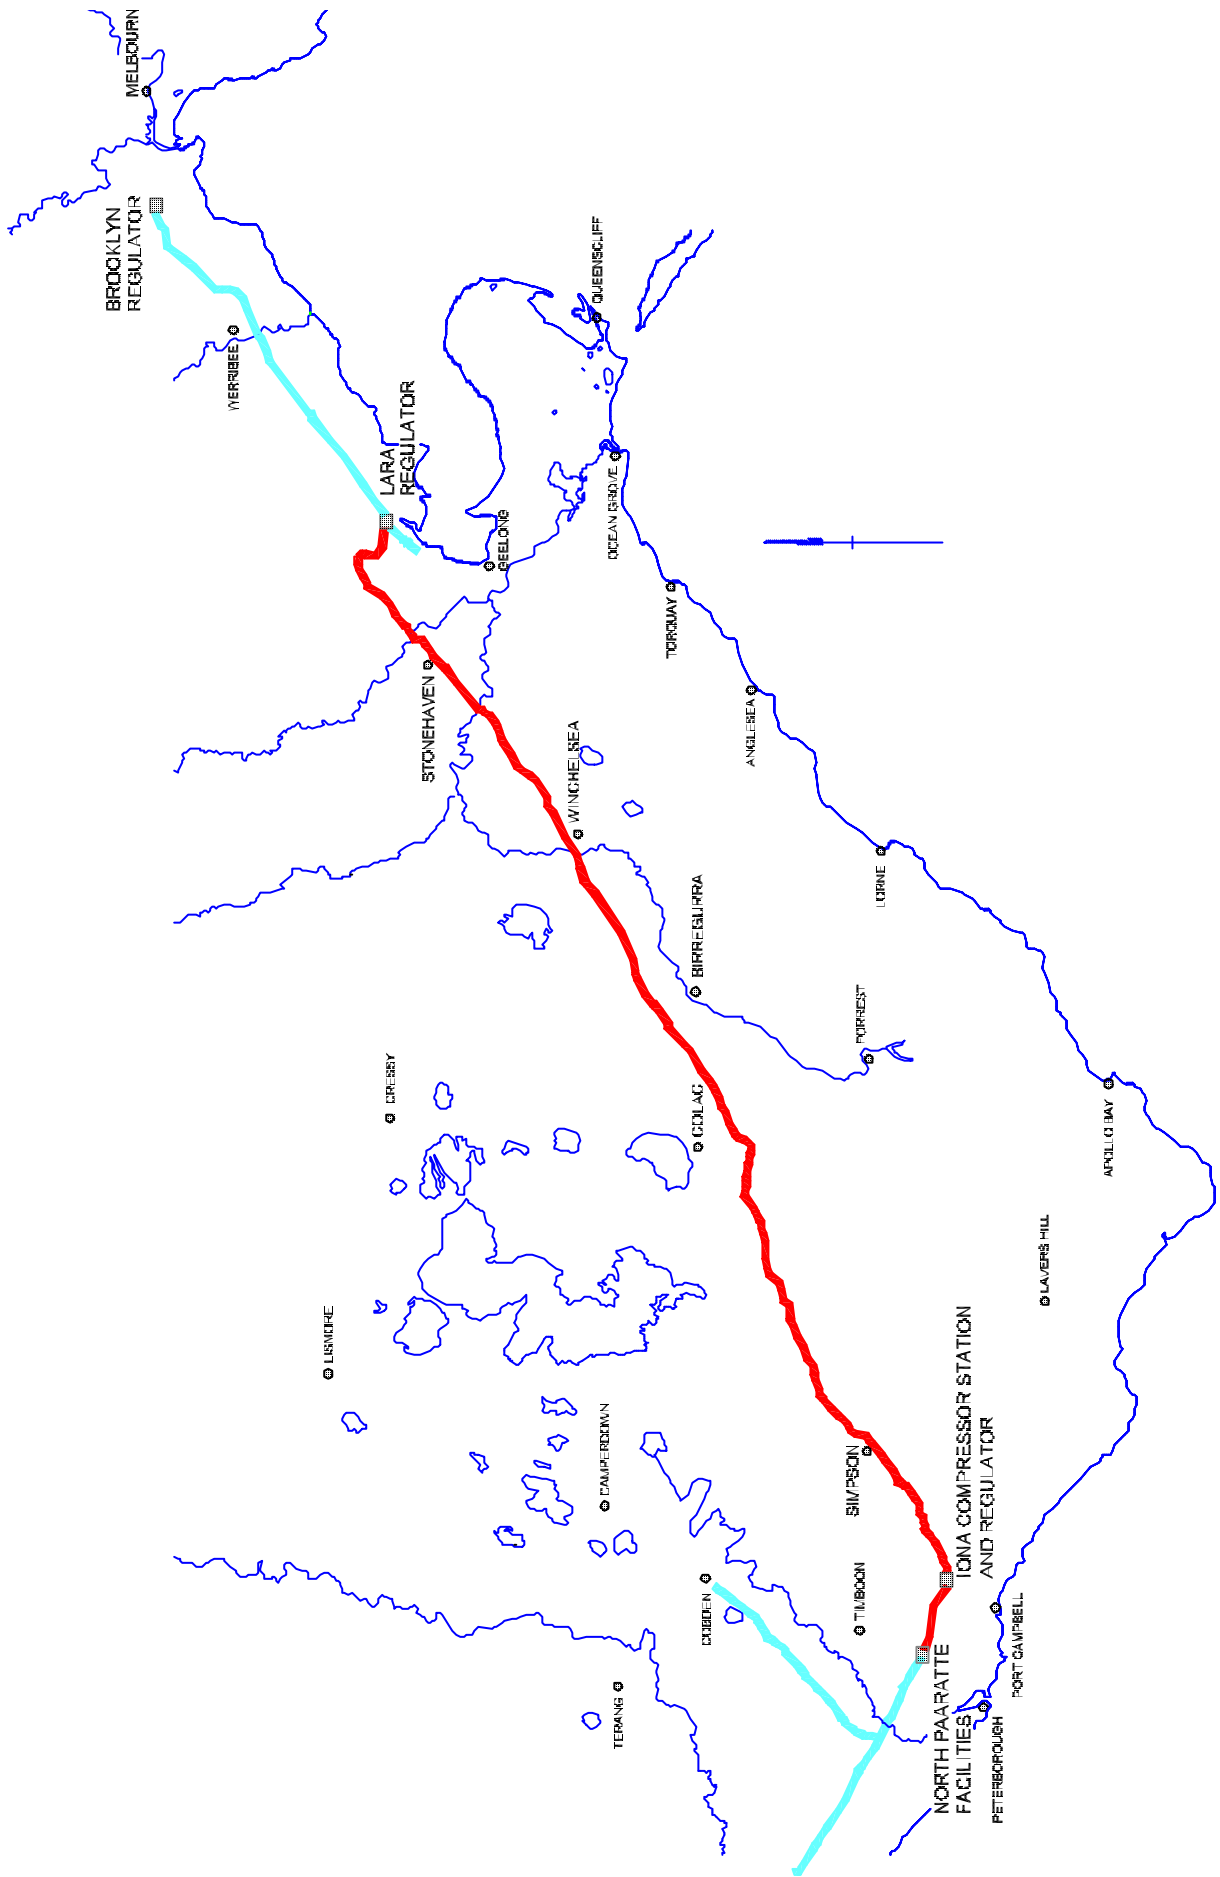 MELBOURN
BROOKLYN
REGULATOR
WERRIBEE
QUEENSCLIFF
LARA
REGULATOR
GEELONG
OCEAN GROVE
TORQUAY
STONEHAVEN
ANGLESEA
WINCHELSEA
LORNE
BIRREGURRA
FORREST
CRESSY
COLAC
APOLLO BAY
LAVERS HILL
LISMORE
CAMPERDOWN
SIMPSON
IONA COMPRESSOR STATION
AND REGULATOR
COBDEN
TIMBOON
PORT CAMPBELL
TERANG
NORTH PAARATTE
FACILITIES
PETERBOROUGH